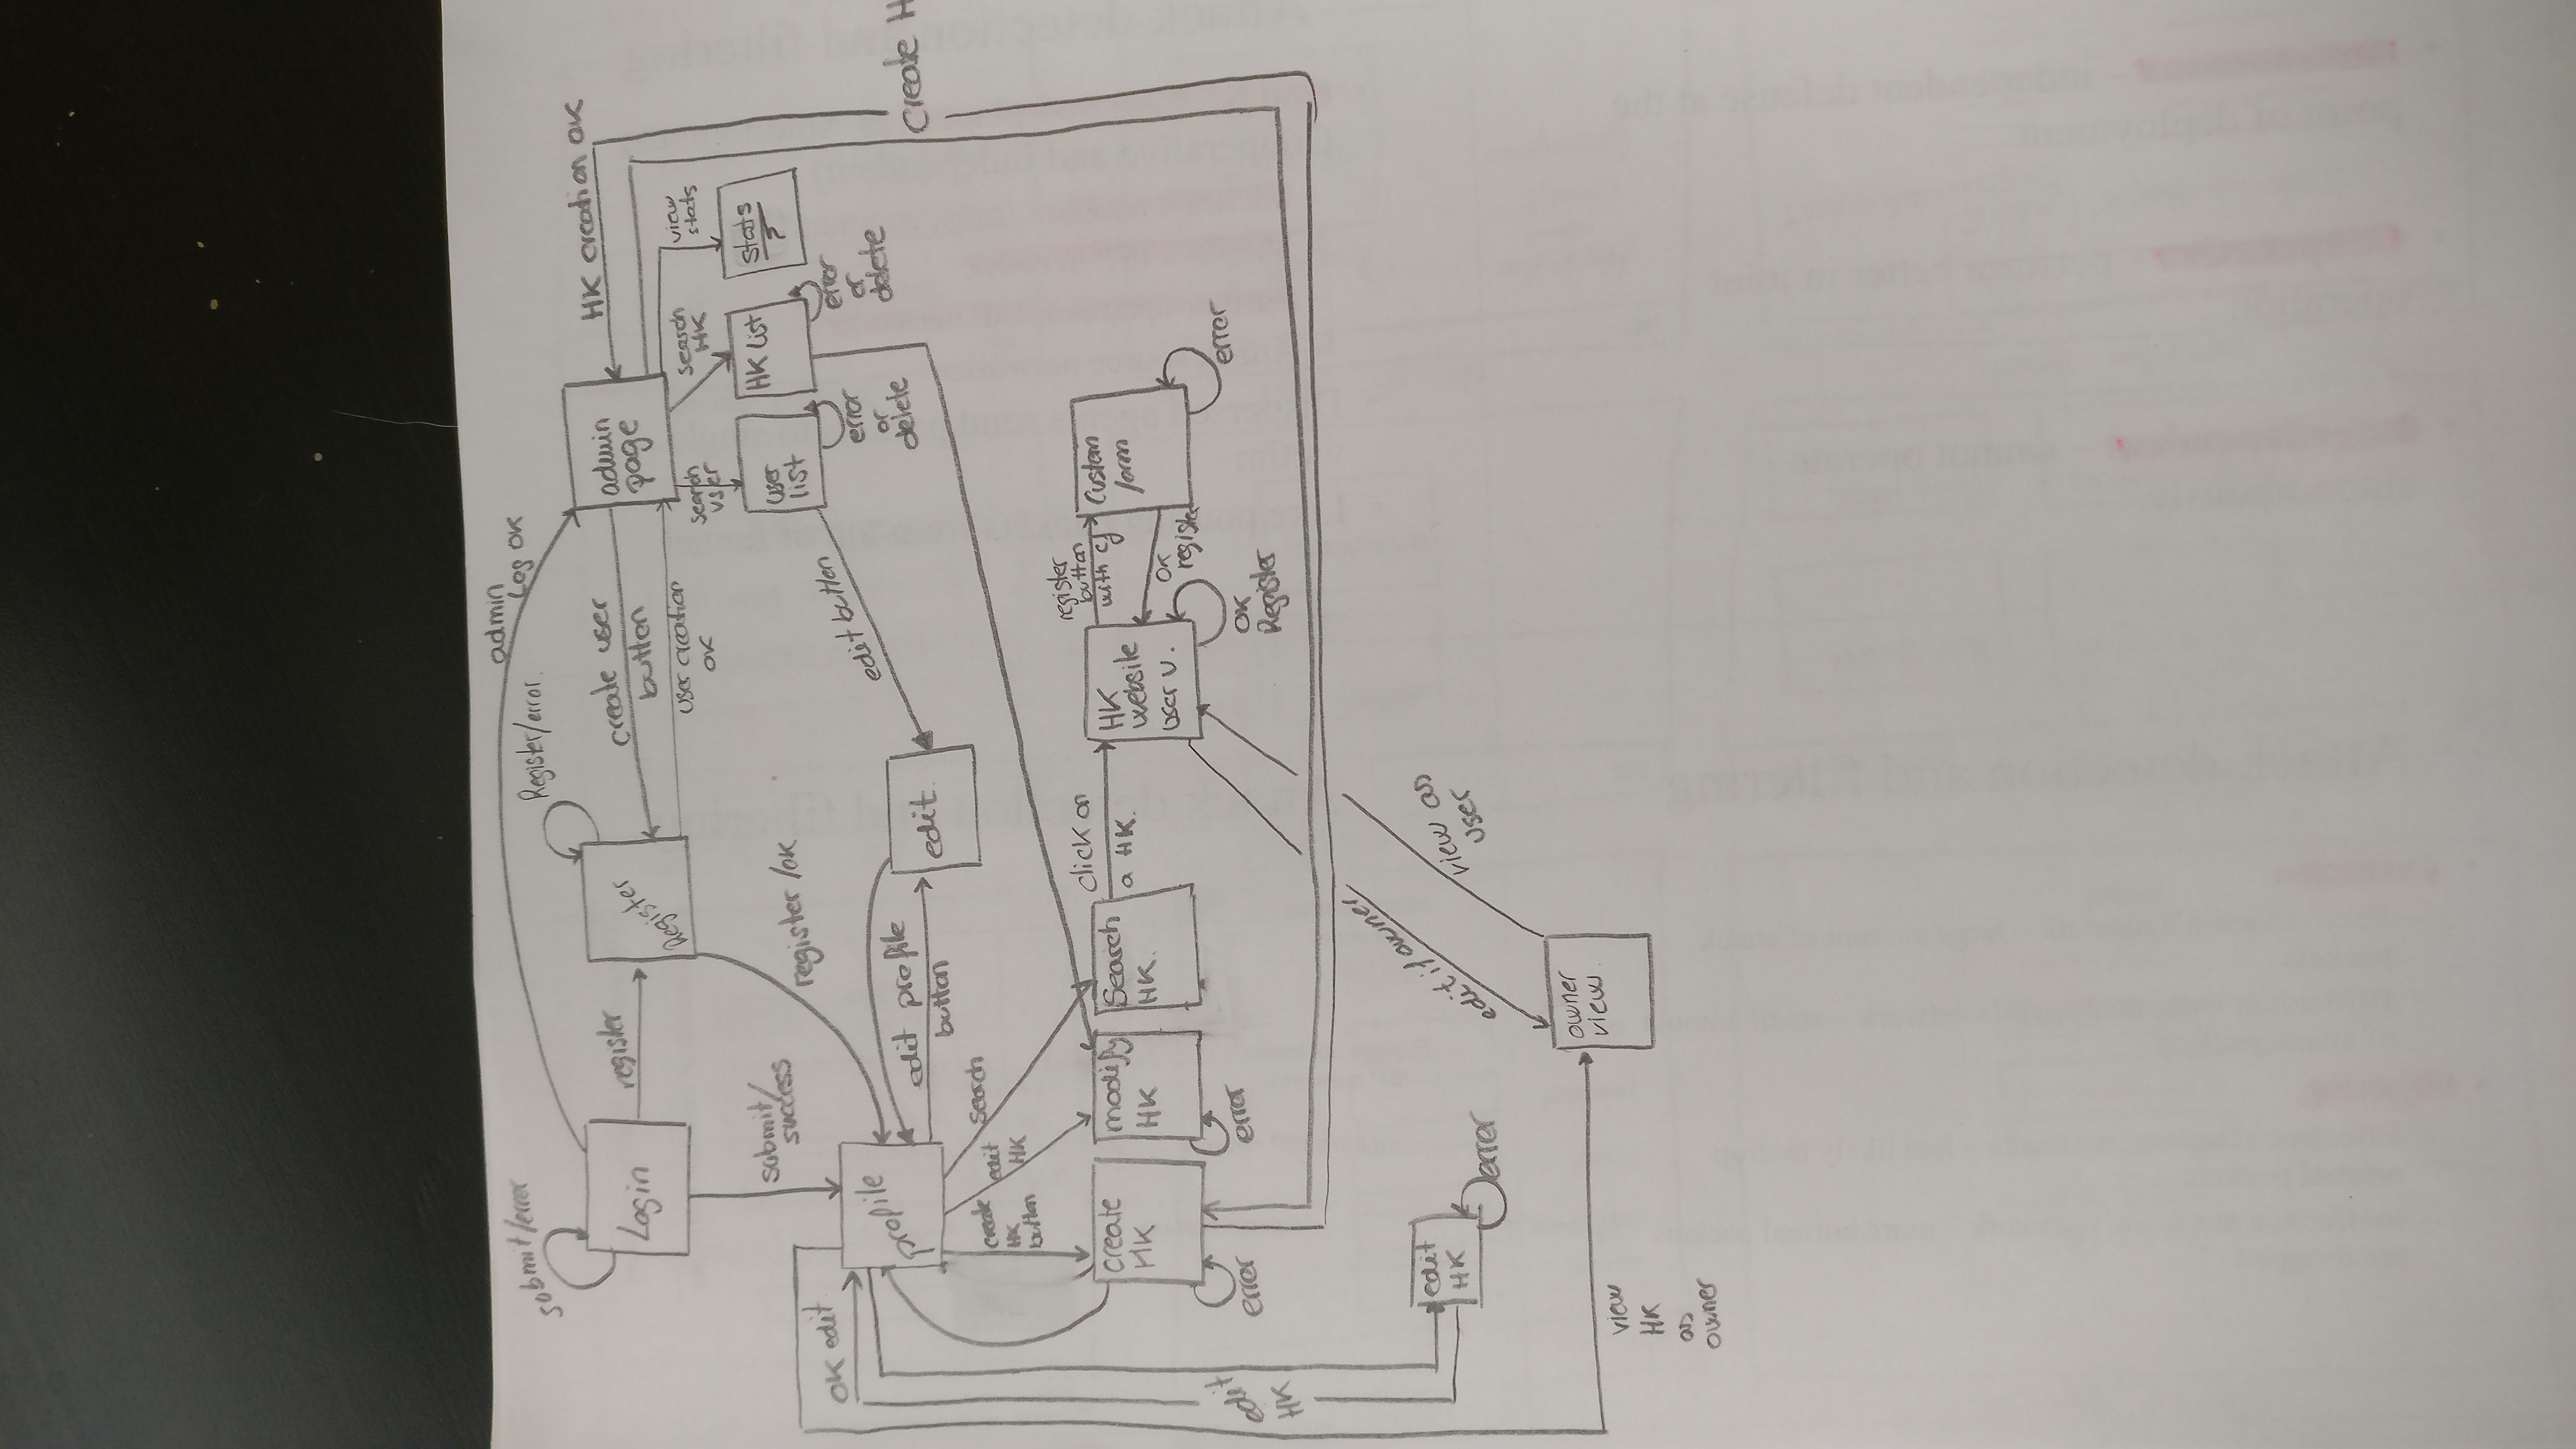 submit/error
admin
Log OK
Register/error.
HK creation OK
Login
register
Register
create user
button
user creation
OK
admin
page
search
user
search
HK
view
stats
submit/
success
register/OK
user
list
HK List
stats
?
error
or
delete
error
or
delete
edit button
OK edit
profile
edit profile
button
edit
create H
create
HK
button
edit
HK
search
create
HK
modify
HK
Search
HK.
click on
a HK.
HK
website
user v.
register
button
with cf
Custom
form
OK
register
error
error
error
OK
Register
edit
HK
edit if owner
view as
user
edit
HK
error
owner
view
view
HK
as
owner